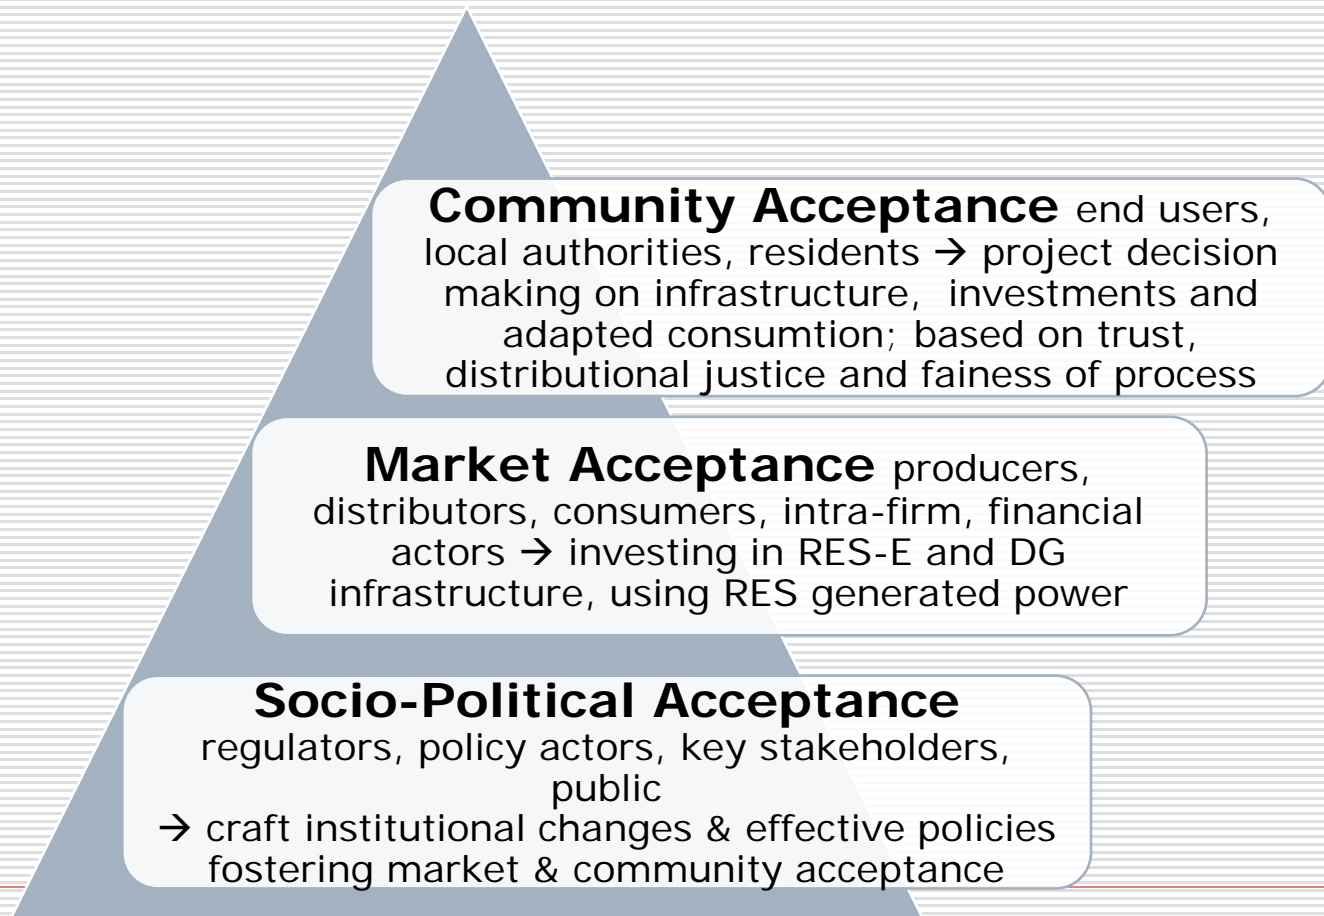 Community Acceptance end users,
local authorities, residents → project decision
making on infrastructure, investments and
adapted consumtion; based on trust,
distributional justice and fainess of process
Market Acceptance producers,
distributors, consumers, intra-firm, financial
actors → investing in RES-E and DG
infrastructure, using RES generated power
Socio-Political Acceptance
regulators, policy actors, key stakeholders,
public
→ craft institutional changes & effective policies
fostering market & community acceptance